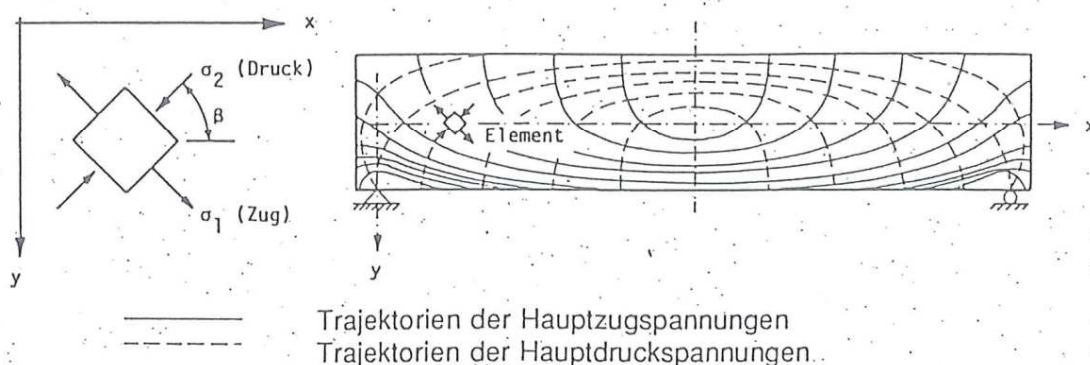 x
σ2 (Druck)
β
Element
x
σ1 (Zug)
y
y
Trajektorien der Hauptzugspannungen
Trajektorien der Hauptdruckspannungen